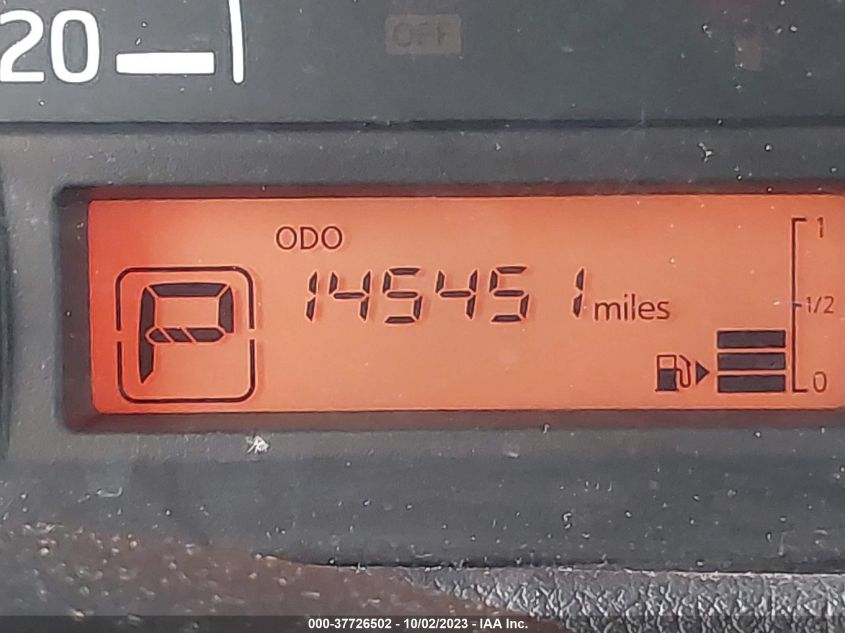 20
OFF
ODO
145451 miles
P
1
1/2
0
000-37726502 - 10/02/2023 - IAA Inc.